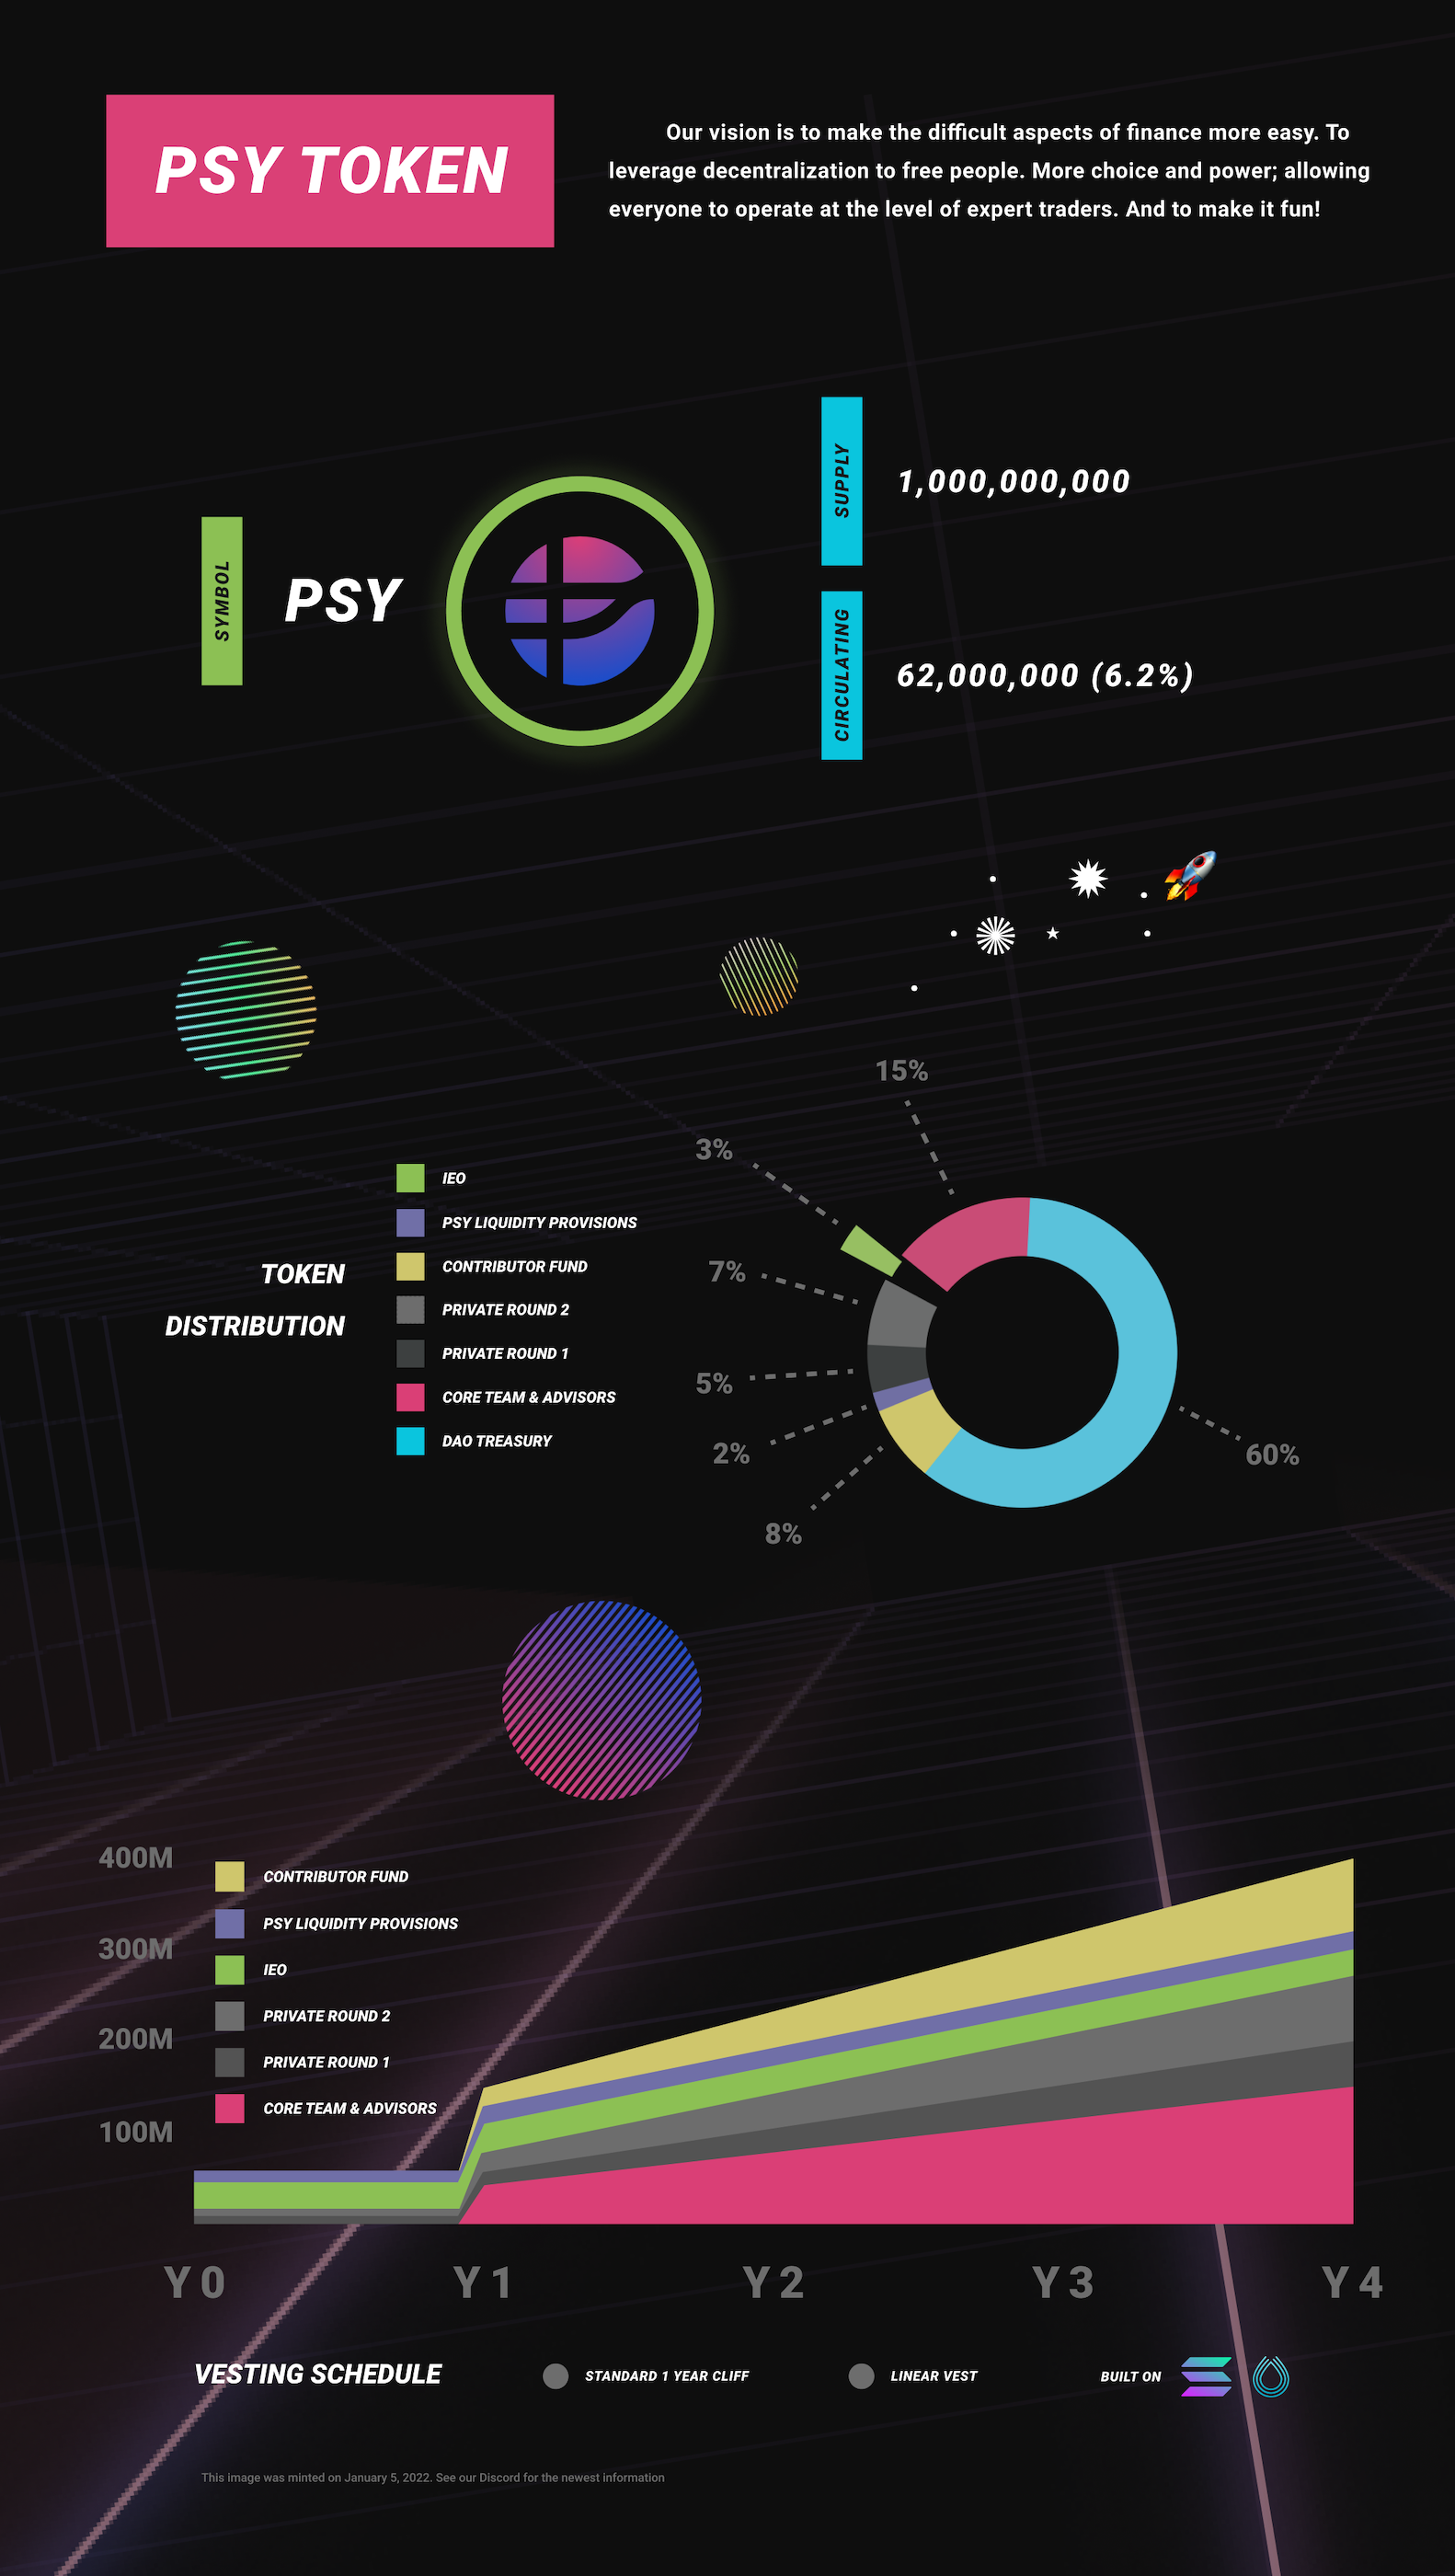 PSY TOKEN
Our vision is to make the difficult aspects of finance more easy. To
leverage decentralization to free people. More choice and power; allowing
everyone to operate at the level of expert traders. And to make it fun!
SYMBOL
PSY
SUPPLY
1,000,000,000
CIRCULATING
62,000,000 (6.2%)
TOKEN
DISTRIBUTION
IEO
PSY LIQUIDITY PROVISIONS
CONTRIBUTOR FUND
PRIVATE ROUND 2
PRIVATE ROUND 1
CORE TEAM & ADVISORS
DAO TREASURY
15%
3%
7%
5%
2%
8%
60%
400M
300M
200M
100M
CONTRIBUTOR FUND
PSY LIQUIDITY PROVISIONS
IEO
PRIVATE ROUND 2
PRIVATE ROUND 1
CORE TEAM & ADVISORS
Y0
Y1
Y2
Y3
Y4
VESTING SCHEDULE
STANDARD 1 YEAR CLIFF
LINEAR VEST
BUILT ON
This image was minted on January 5, 2022. See our Discord for the newest information